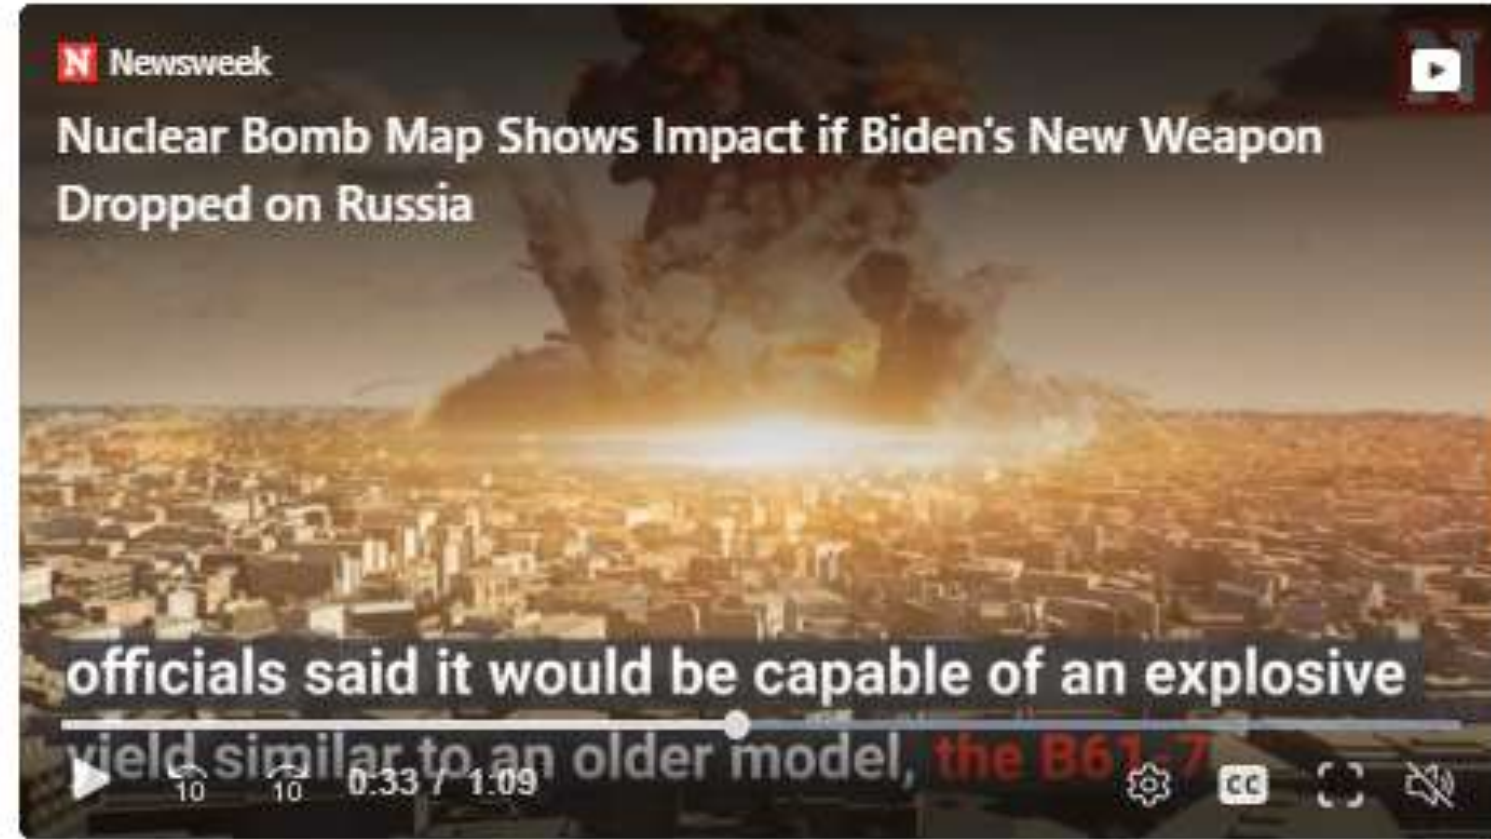 N Newsweek
Nuclear Bomb Map Shows Impact if Biden's New Weapon
Dropped on Russia
officials said it would be capable of an explosive
yield similar to an older model, the B61-7
10 10 0:33 / 1:09 CC